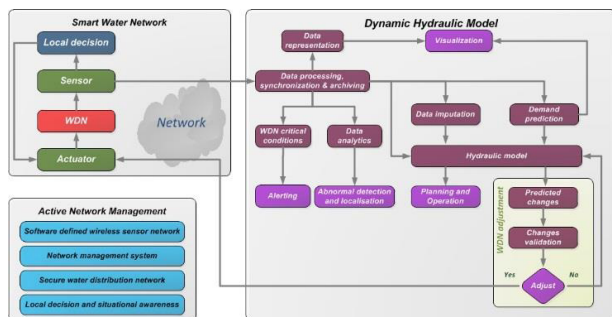 Smart Water Network
Local decision
Sensor
WDN
Actuator
Network
Active Network Management
Software defined wireless sensor network
Network management system
Secure water distribution network
Local decision and situational awareness
Dynamic Hydraulic Model
Data
representation
Visualization
Data processing,
synchronization & archiving
WDN critical
conditions
Data
analytics
Data imputation
Demand
prediction
Hydraulic model
Alerting
Abnormal detection
and localisation
Planning and
Operation
WDN adjustment
Predicted
changes
Changes
validation
Yes
Adjust
No